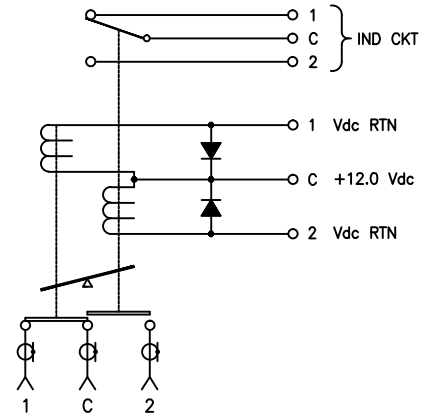 1
C IND CKT
2
1 Vdc RTN
C +12.0 Vdc
2 Vdc RTN
1 C 2